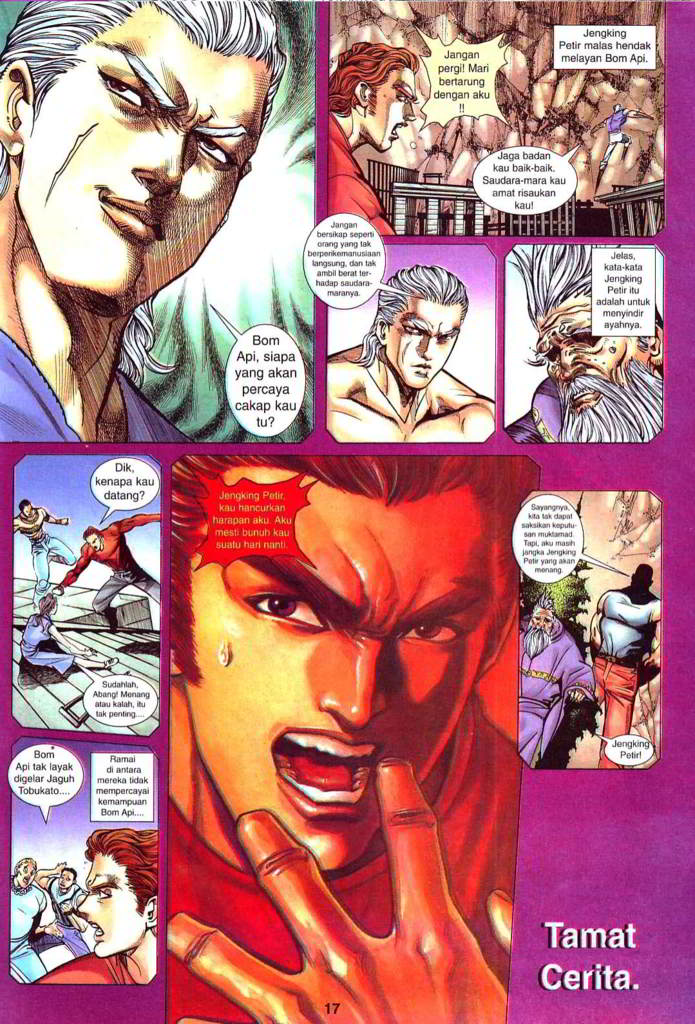 Bom
Api, siapa
yang akan
percaya
cakap kau
tu?
Jangan
pergi! Mari
bertarung
dengan aku
!!
Jengking
Petir malas hendak
melayan Bom Api.
Jaga badan
kau baik-baik.
Saudara-mara kau
amat risaukan
kau!
Jangan
bersikap seperti
orang yang tak
berperikemanusiaan
langsung, dan tak
ambil berat ter-
hadap saudara-
maranya.
Jelas,
kata-kata
Jengking
Petir itu
adalah untuk
menyindir
ayahnya.
Dik,
kenapa kau
datang?
Sudahlah,
Abang! Menang
atau kalah, itu
tak penting....
Jengking Petir,
kau hancurkan
harapan aku. Aku
mesti bunuh kau
suatu hari nanti.
Sayangnya,
kita tak dapat
saksikan keputu-
san muktamad.
Tapi, aku masih
jangka Jengking
Petir yang akan
menang.
Jengking
Petir!
Bom
Api tak layak
digelar Jaguh
Tobukato....
Ramai
di antara
mereka tidak
mempercayai
kemampuan
Bom Api....
Tamat
Cerita.
17